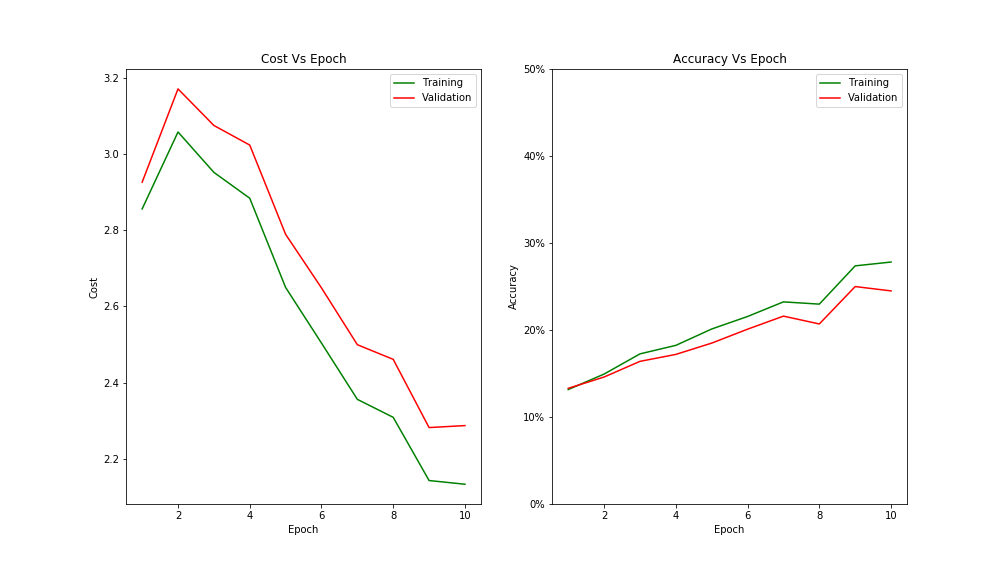 Cost Vs Epoch
Training
Validation
3.2
3.0
2.8
2.6
2.4
2.2
Cost
2 4 6 8 10
Epoch
Accuracy Vs Epoch
Training
Validation
50%
40%
30%
20%
10%
0%
Accuracy
2 4 6 8 10
Epoch